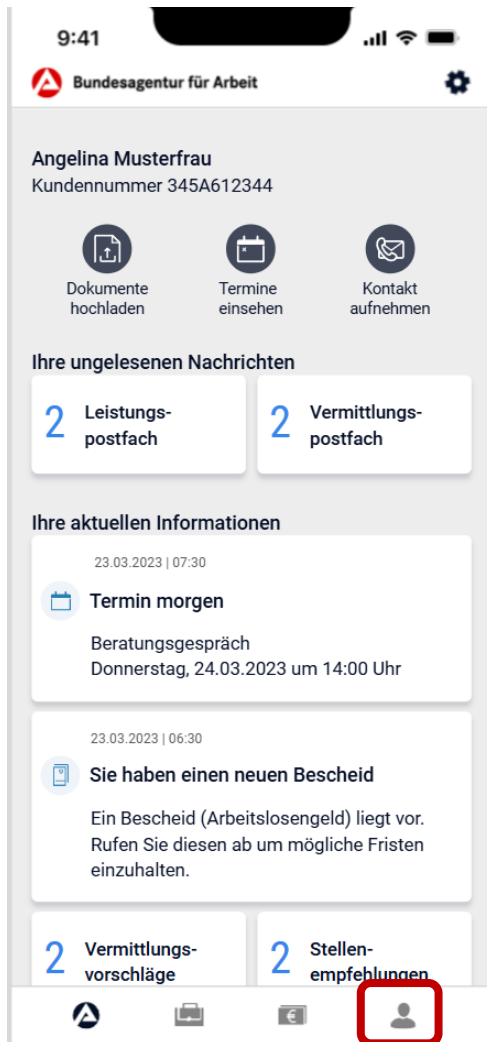 9:41
Bundesagentur für Arbeit
Angelina Musterfrau
Kundennummer 345A612344
Dokumente
hochladen
Termine
einsehen
Kontakt
aufnehmen
Ihre ungelesenen Nachrichten
2 Leistungs-
postfach
2 Vermittlungs-
postfach
Ihre aktuellen Informationen
23.03.2023 | 07:30
Termin morgen
Beratungsgespräch
Donnerstag, 24.03.2023 um 14:00 Uhr
23.03.2023 | 06:30
Sie haben einen neuen Bescheid
Ein Bescheid (Arbeitslosengeld) liegt vor.
Rufen Sie diesen ab um mögliche Fristen
einzuhalten.
2 Vermittlungs-
vorschläge
2 Stellen-
empfehlungen